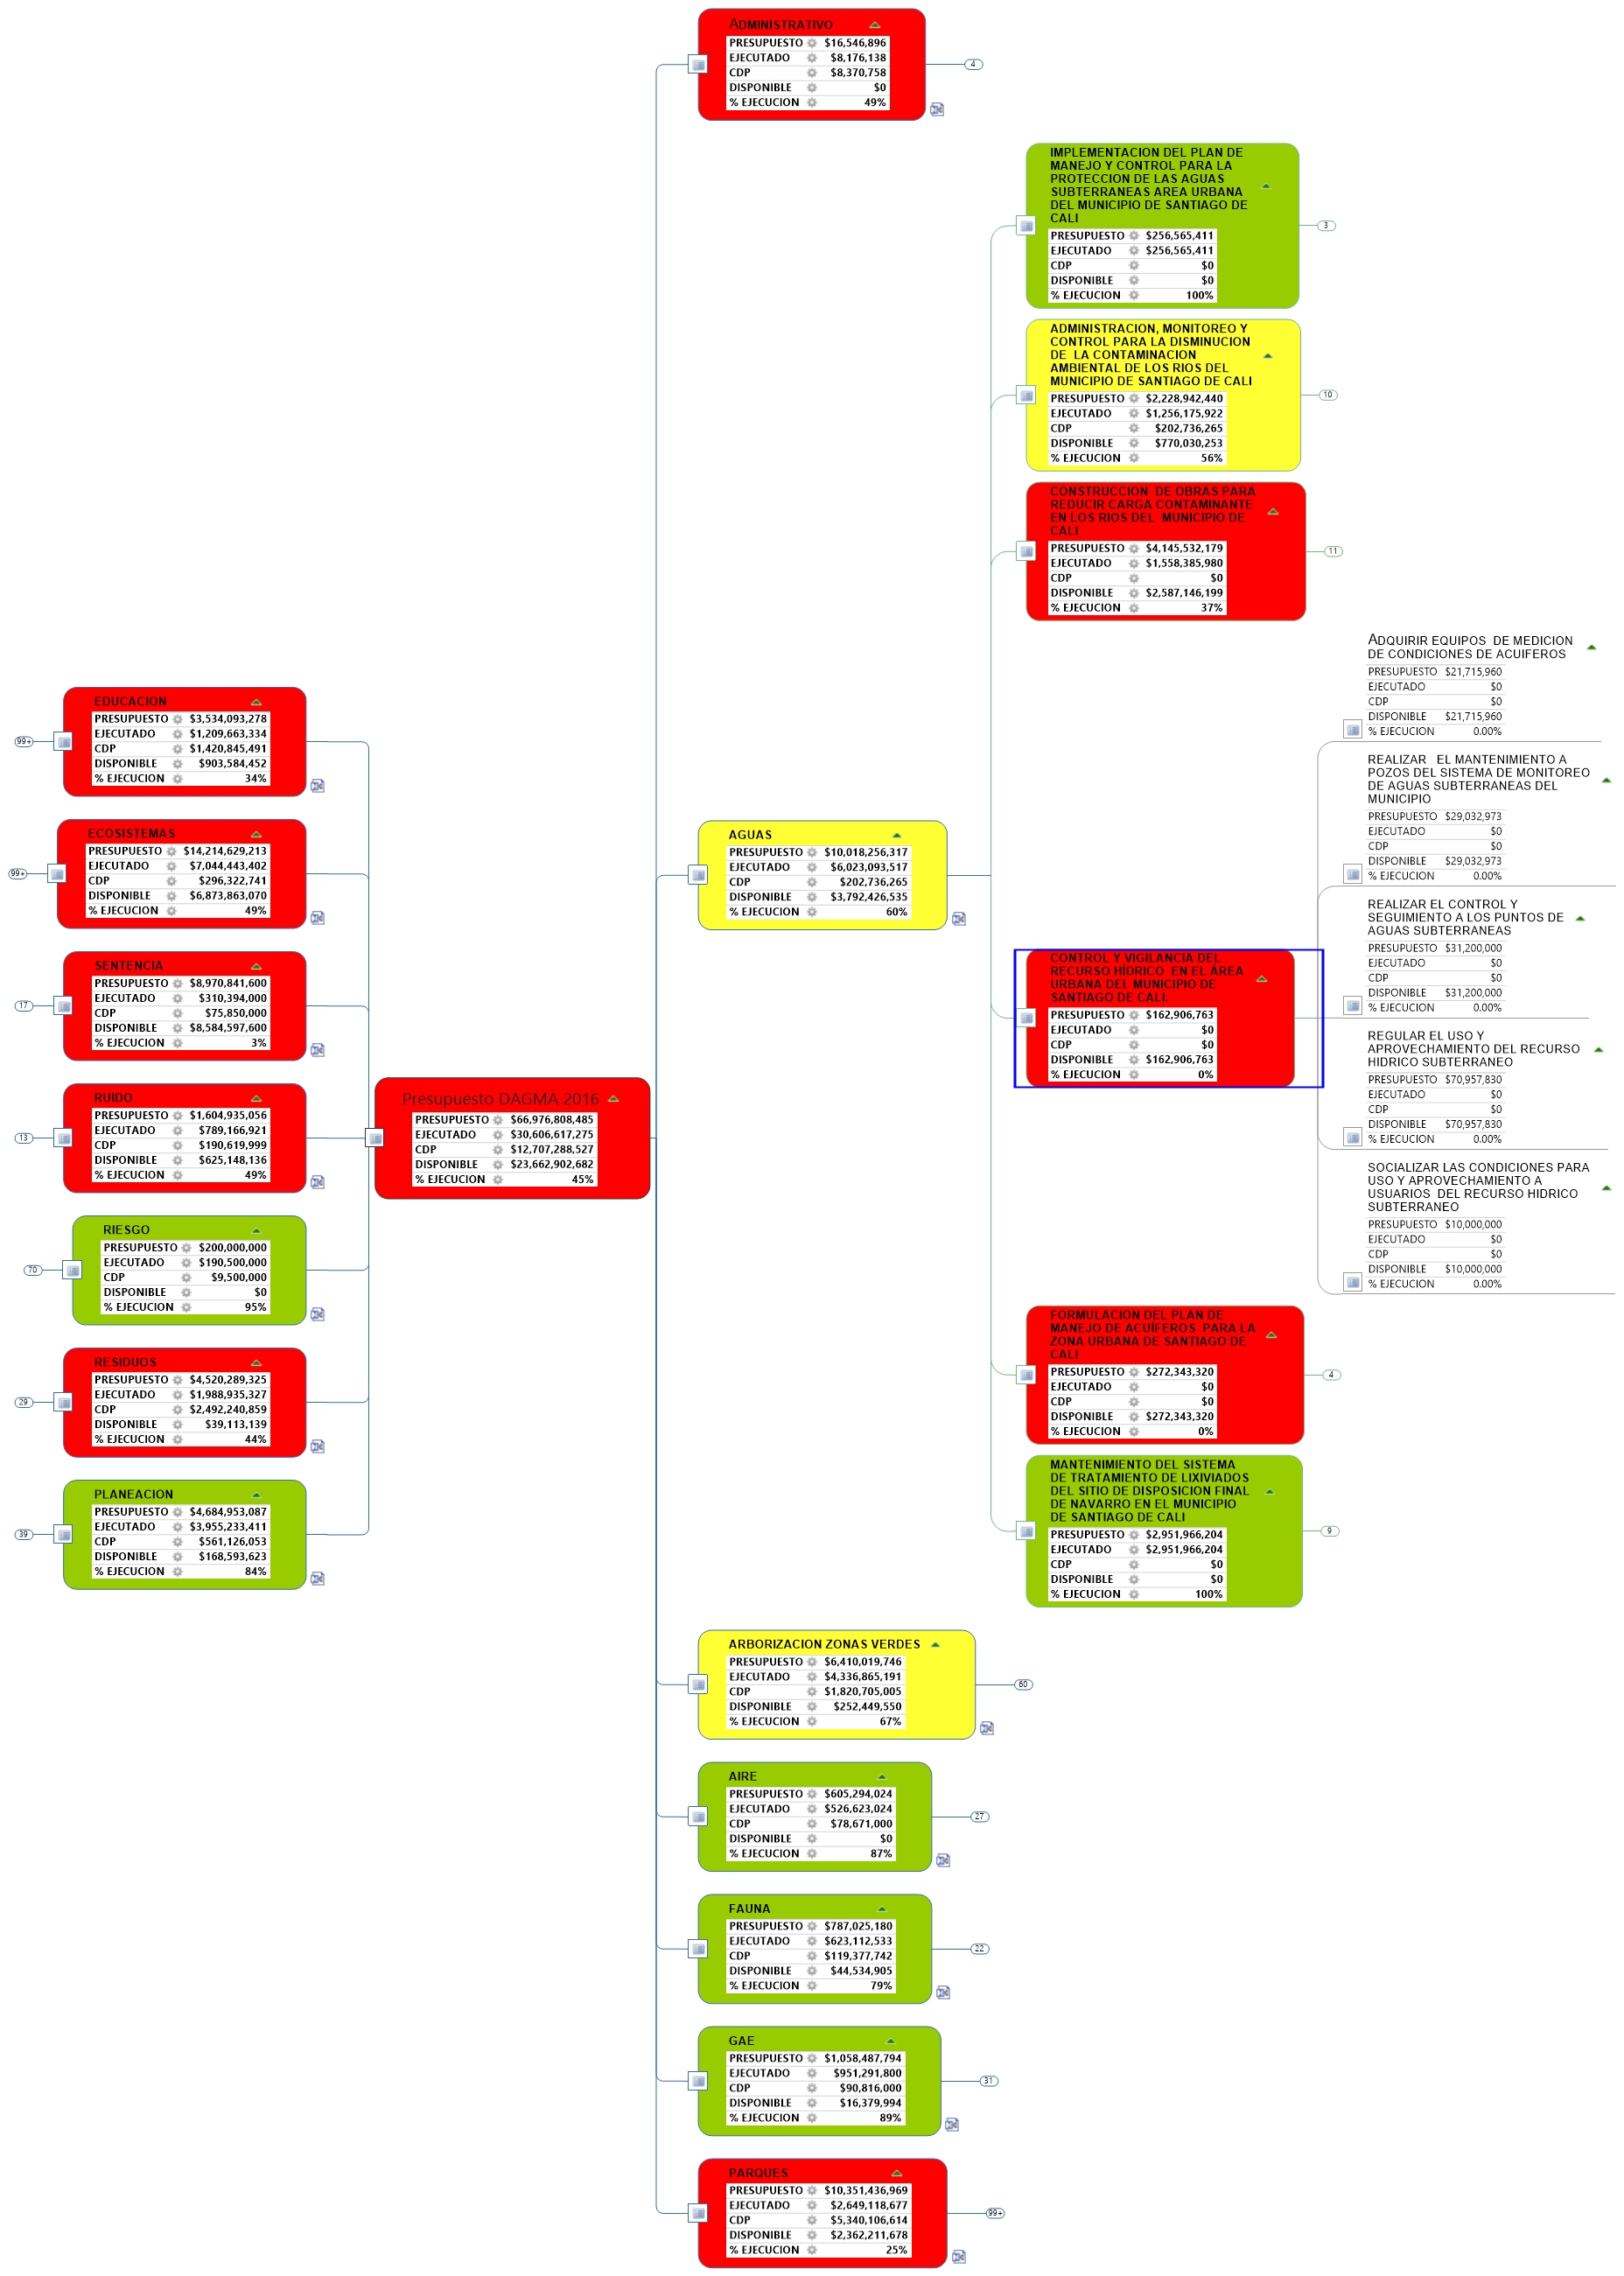 ADMINISTRATIVO
PRESUPUESTO $16,546,896
EJECUTADO $8,176,138
CDP $8,370,758
DISPONIBLE $0
% EJECUCION 49%
4
IMPLEMENTACION DEL PLAN DE
MANEJO Y CONTROL PARA LA
PROTECCION DE LAS AGUAS
SUBTERRANEAS AREA URBANA
DEL MUNICIPIO DE SANTIAGO DE
CALI
PRESUPUESTO $256,565,411
EJECUTADO $256,565,411
CDP $0
DISPONIBLE $0
% EJECUCION 100%
3
ADMINISTRACION, MONITOREO Y
CONTROL PARA LA DISMINUCION
DE LA CONTAMINACION
AMBIENTAL DE LOS RIOS DEL
MUNICIPIO DE SANTIAGO DE CALI
PRESUPUESTO $2,228,942,440
EJECUTADO $1,256,175,922
CDP $202,736,265
DISPONIBLE $770,030,253
% EJECUCION 56%
10
CONSTRUCCION DE OBRAS PARA
REDUCIR CARGA CONTAMINANTE
EN LOS RIOS DEL MUNICIPIO DE
CALI
PRESUPUESTO $4,145,532,179
EJECUTADO $1,558,385,980
CDP $0
DISPONIBLE $2,587,146,199
% EJECUCION 37%
11
ADQUIRIR EQUIPOS DE MEDICION
DE CONDICIONES DE ACUIFEROS
PRESUPUESTO $21,715,960
EJECUTADO $0
CDP $0
DISPONIBLE $21,715,960
% EJECUCION 0.00%
REALIZAR EL MANTENIMIENTO A
POZOS DEL SISTEMA DE MONITOREO
DE AGUAS SUBTERRANEAS DEL
MUNICIPIO
PRESUPUESTO $29,032,973
EJECUTADO $0
CDP $0
DISPONIBLE $29,032,973
% EJECUCION 0.00%
REALIZAR EL CONTROL Y
SEGUIMIENTO A LOS PUNTOS DE
AGUAS SUBTERRANEAS
PRESUPUESTO $31,200,000
EJECUTADO $0
CDP $0
DISPONIBLE $31,200,000
% EJECUCION 0.00%
REGULAR EL USO Y
APROVECHAMIENTO DEL RECURSO
HIDRICO SUBTERRANEO
PRESUPUESTO $70,957,830
EJECUTADO $0
CDP $0
DISPONIBLE $70,957,830
% EJECUCION 0.00%
SOCIALIZAR LAS CONDICIONES PARA
USO Y APROVECHAMIENTO A
USUARIOS DEL RECURSO HIDRICO
SUBTERRANEO
PRESUPUESTO $10,000,000
EJECUTADO $0
CDP $0
DISPONIBLE $10,000,000
% EJECUCION 0.00%
EDUCACION
PRESUPUESTO $3,534,093,278
EJECUTADO $1,209,663,334
CDP $1,420,845,491
DISPONIBLE $903,584,452
% EJECUCION 34%
99+
ECOSISTEMAS
PRESUPUESTO $14,214,629,213
EJECUTADO $7,044,443,402
CDP $296,322,741
DISPONIBLE $6,873,863,070
% EJECUCION 49%
99+
SENTENCIA
PRESUPUESTO $8,970,841,600
EJECUTADO $310,394,000
CDP $75,850,000
DISPONIBLE $8,584,597,600
% EJECUCION 3%
17
RUIDO
PRESUPUESTO $1,604,935,056
EJECUTADO $789,166,921
CDP $190,619,999
DISPONIBLE $625,148,136
% EJECUCION 49%
13
RIESGO
PRESUPUESTO $200,000,000
EJECUTADO $190,500,000
CDP $9,500,000
DISPONIBLE $0
% EJECUCION 95%
70
RESIDUOS
PRESUPUESTO $4,520,289,325
EJECUTADO $1,988,935,327
CDP $2,492,240,859
DISPONIBLE $39,113,139
% EJECUCION 44%
29
PLANEACION
PRESUPUESTO $4,684,953,087
EJECUTADO $3,955,233,411
CDP $561,126,053
DISPONIBLE $168,593,623
% EJECUCION 84%
39
Presupuesto DAGMA 2016
PRESUPUESTO $66,976,808,485
EJECUTADO $30,606,617,275
CDP $12,707,288,527
DISPONIBLE $23,662,902,682
% EJECUCION 45%
AGUAS
PRESUPUESTO $10,018,256,317
EJECUTADO $6,023,093,517
CDP $202,736,265
DISPONIBLE $3,792,426,535
% EJECUCION 60%
CONTROL Y VIGILANCIA DEL
RECURSO HÍDRICO EN EL ÁREA
URBANA DEL MUNICIPIO DE
SANTIAGO DE CALI.
PRESUPUESTO $162,906,763
EJECUTADO $0
CDP $0
DISPONIBLE $162,906,763
% EJECUCION 0%
FORMULACION DEL PLAN DE
MANEJO DE ACUÍFEROS PARA LA
ZONA URBANA DE SANTIAGO DE
CALI
PRESUPUESTO $272,343,320
EJECUTADO $0
CDP $0
DISPONIBLE $272,343,320
% EJECUCION 0%
4
MANTENIMIENTO DEL SISTEMA
DE TRATAMIENTO DE LIXIVIADOS
DEL SITIO DE DISPOSICION FINAL
DE NAVARRO EN EL MUNICIPIO
DE SANTIAGO DE CALI
PRESUPUESTO $2,951,966,204
EJECUTADO $2,951,966,204
CDP $0
DISPONIBLE $0
% EJECUCION 100%
9
ARBORIZACION ZONAS VERDES
PRESUPUESTO $6,410,019,746
EJECUTADO $4,336,865,191
CDP $1,820,705,005
DISPONIBLE $252,449,550
% EJECUCION 67%
60
AIRE
PRESUPUESTO $605,294,024
EJECUTADO $526,623,024
CDP $78,671,000
DISPONIBLE $0
% EJECUCION 87%
27
FAUNA
PRESUPUESTO $787,025,180
EJECUTADO $623,112,533
CDP $119,377,742
DISPONIBLE $44,534,905
% EJECUCION 79%
22
GAE
PRESUPUESTO $1,058,487,794
EJECUTADO $951,291,800
CDP $90,816,000
DISPONIBLE $16,379,994
% EJECUCION 89%
31
PARQUES
PRESUPUESTO $10,351,436,969
EJECUTADO $2,649,118,677
CDP $5,340,106,614
DISPONIBLE $2,362,211,678
% EJECUCION 25%
99+